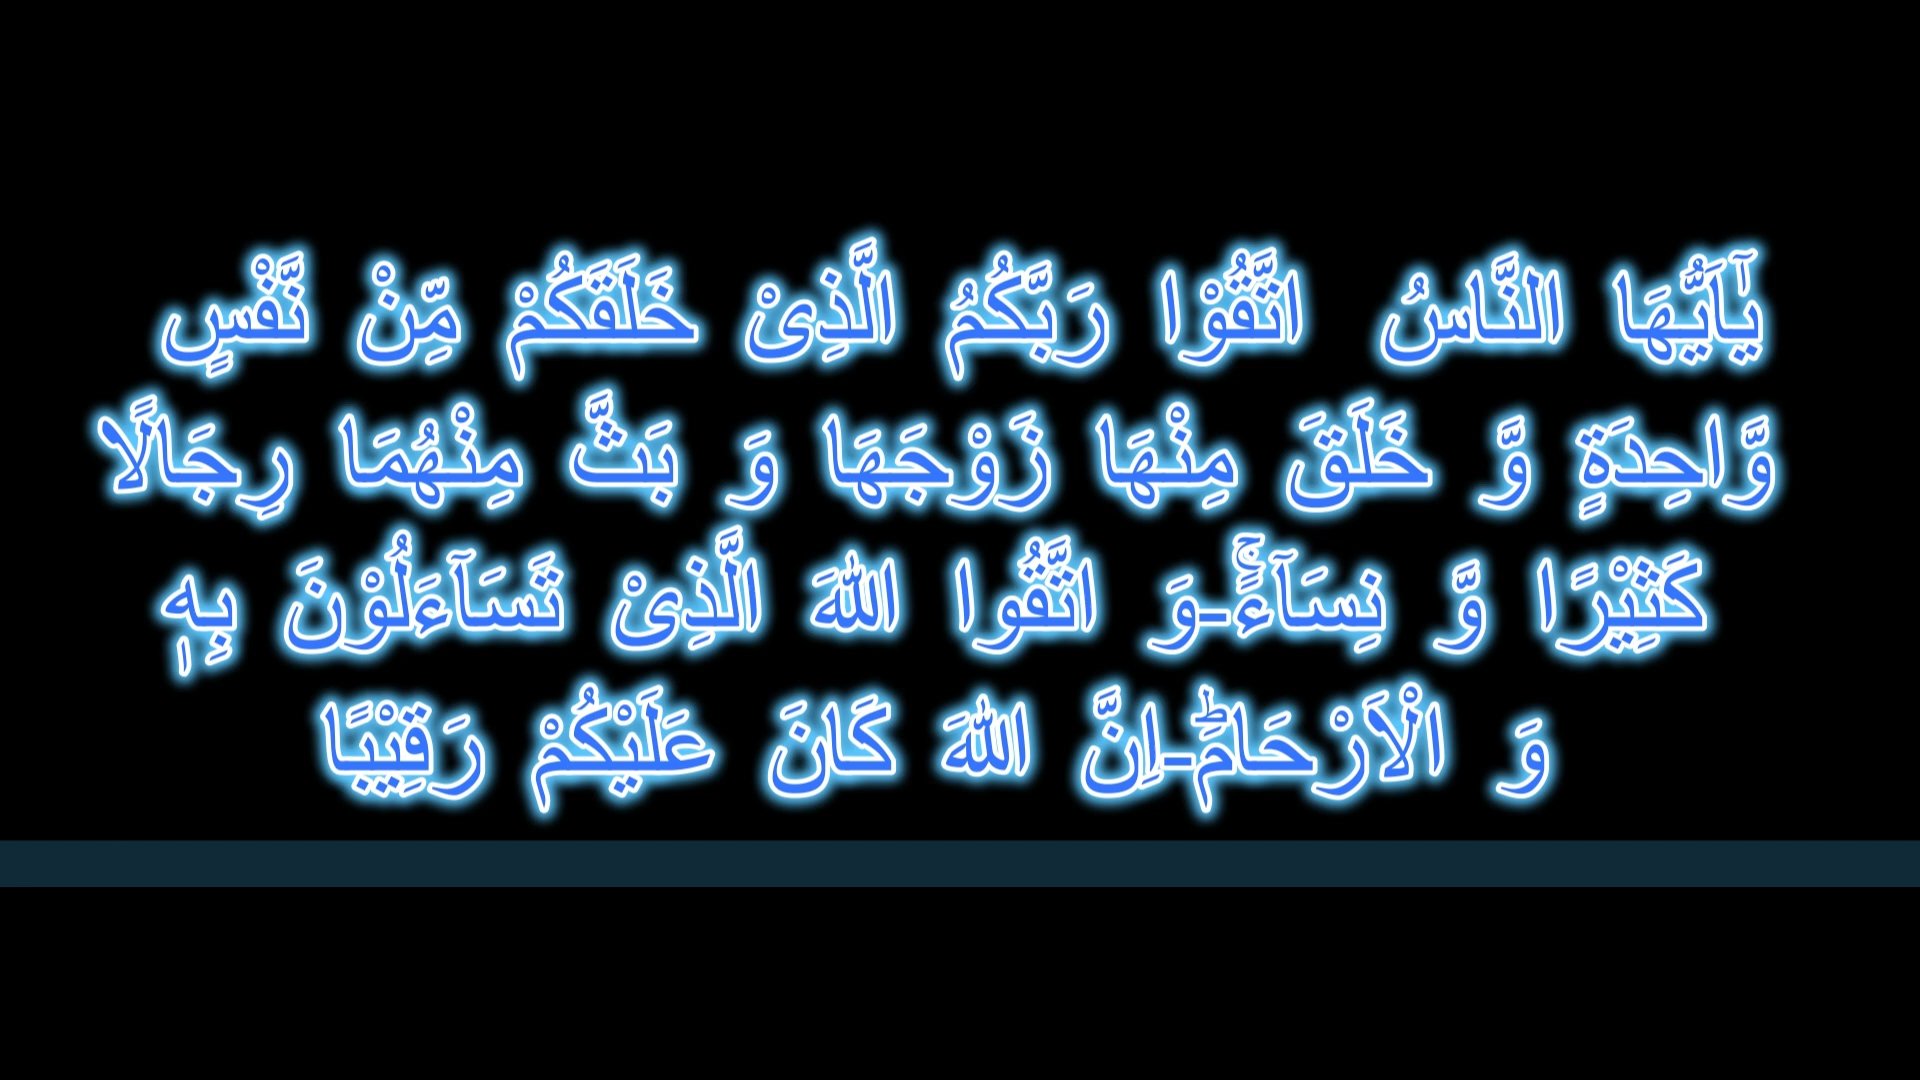 یٰۤاَیُّهَا النَّاسُ اتَّقُوْا رَبَّكُمُ الَّذِیْ خَلَقَكُمْ مِّنْ نَّفْسٍ
وَّاحِدَةٍ وَّ خَلَقَ مِنْهَا زَوْجَهَا وَ بَثَّ مِنْهُمَا رِجَالًا
كَثِیْرًا وَّ نِسَآءًۚ-وَ اتَّقُوا اللّٰهَ الَّذِیْ تَسَآءَلُوْنَ بِهٖ
وَ الْاَرْحَامَؕ-اِنَّ اللّٰهَ كَانَ عَلَیْكُمْ رَقِیْبًا